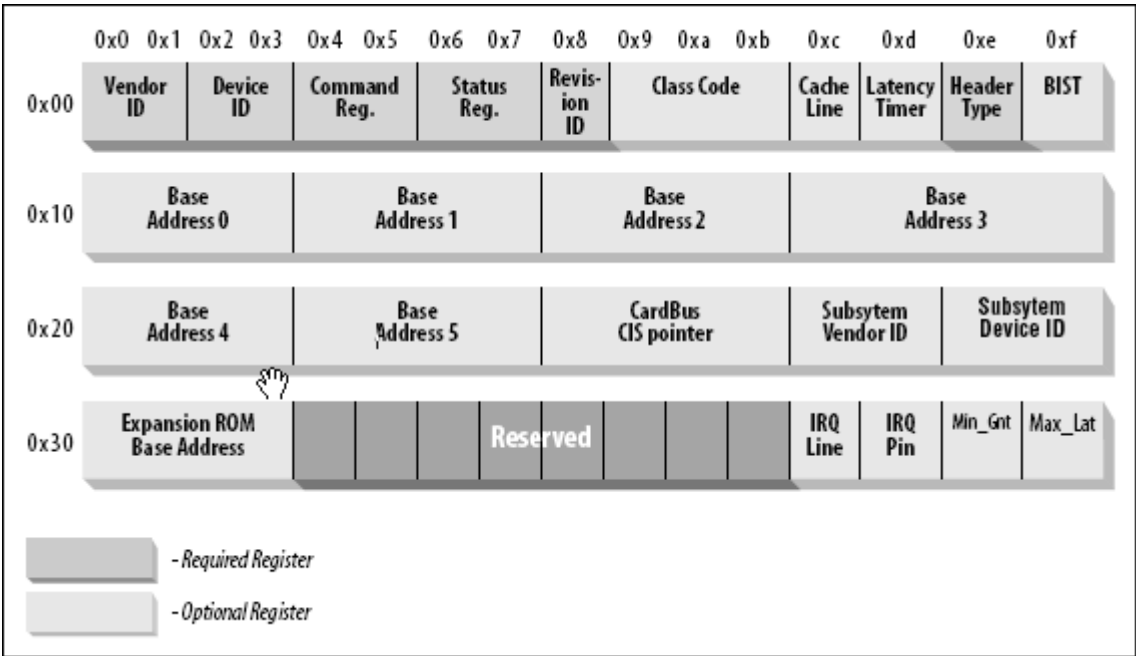 0x0 0x1 0x2 0x3 0x4 0x5 0x6 0x7 0x8 0x9 0xa 0xb 0xc 0xd 0xe 0xf
0x00
Vendor
ID
Device
ID
Command
Reg.
Status
Reg.
Revis-
ion
ID
Class Code
Cache
Line
Latency
Timer
Header
Type
BIST
0x10
Base
Address 0
Base
Address 1
Base
Address 2
Base
Address 3
0x20
Base
Address 4
Base
Address 5
CardBus
CIS pointer
Subsytem
Vendor ID
Subsytem
Device ID
0x30
Expansion ROM
Base Address
Reserved
IRQ
Line
IRQ
Pin
Min_Gnt
Max_Lat
- Required Register
- Optional Register